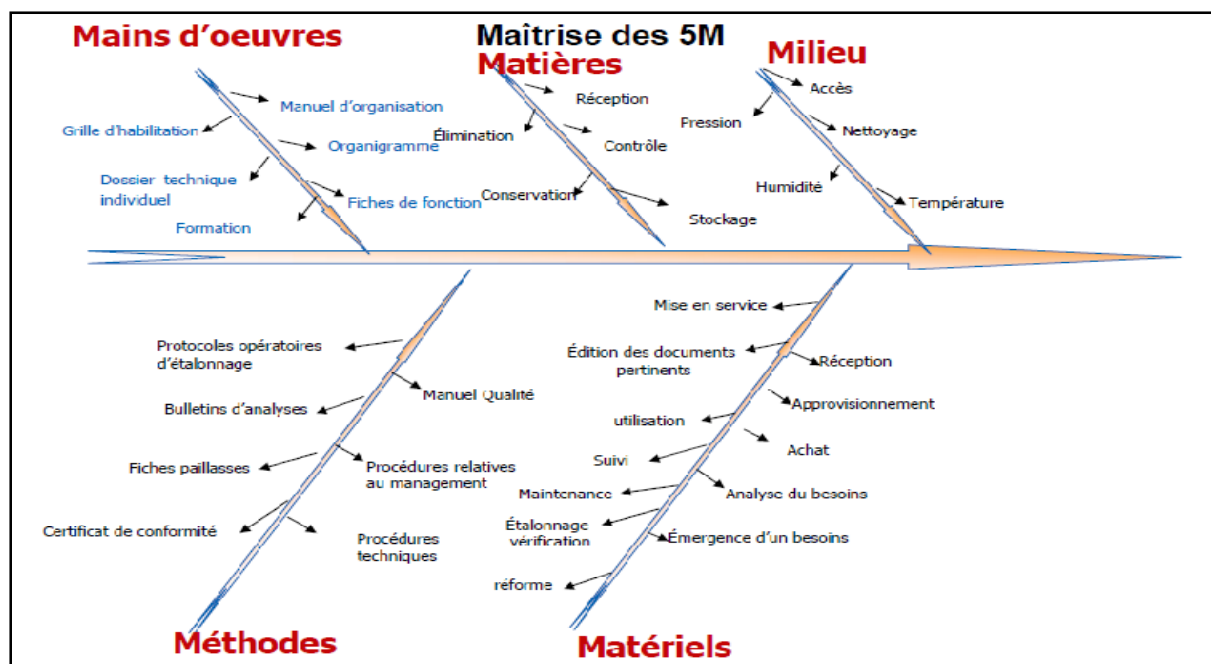 Maîtrise des 5M
Mains d'oeuvres
Matières
Milieu
Manuel d'organisation
Grille d'habilitation
Organigramme
Dossier technique
individuel
Fiches de fonction
Formation
Réception
Élimination
Contrôle
Conservation
Stockage
Accès
Pression
Nettoyage
Humidité
Température
Protocoles opératoires
d'étalonnage
Manuel Qualité
Bulletins d'analyses
Fiches paillasses
Procédures relatives
au management
Certificat de conformité
Procédures
techniques
Méthodes
Mise en service
Édition des documents
pertinents
Réception
Approvisionnement
utilisation
Achat
Suivi
Analyse du besoins
Maintenance
Étalonnage
vérification
Émergence d'un besoins
réforme
Matériels